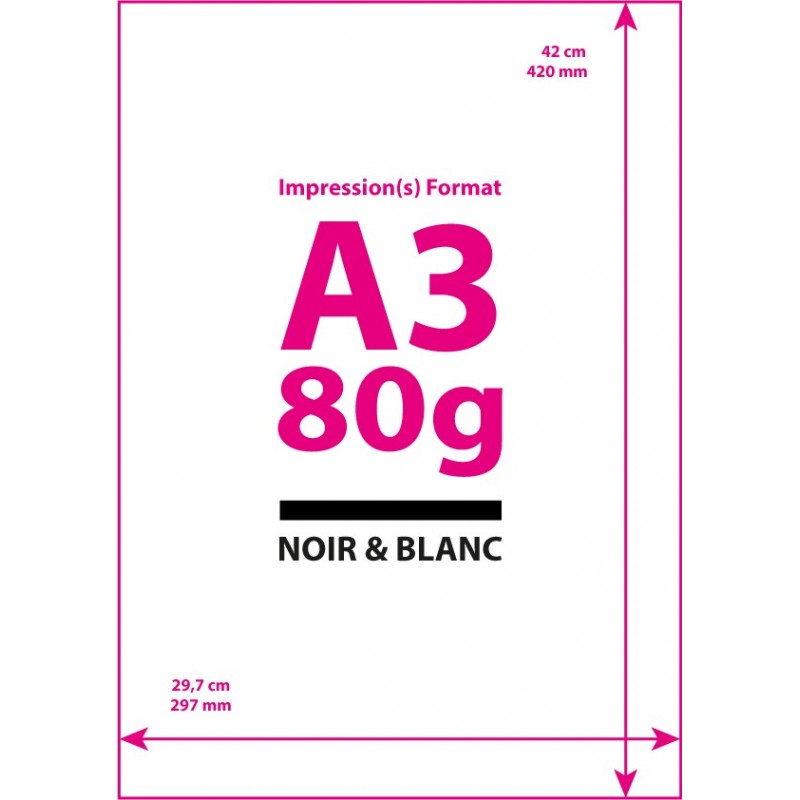 42 cm
420 mm
Impression(s) Format
A3
80g
NOIR & BLANC
29,7 cm
297 mm